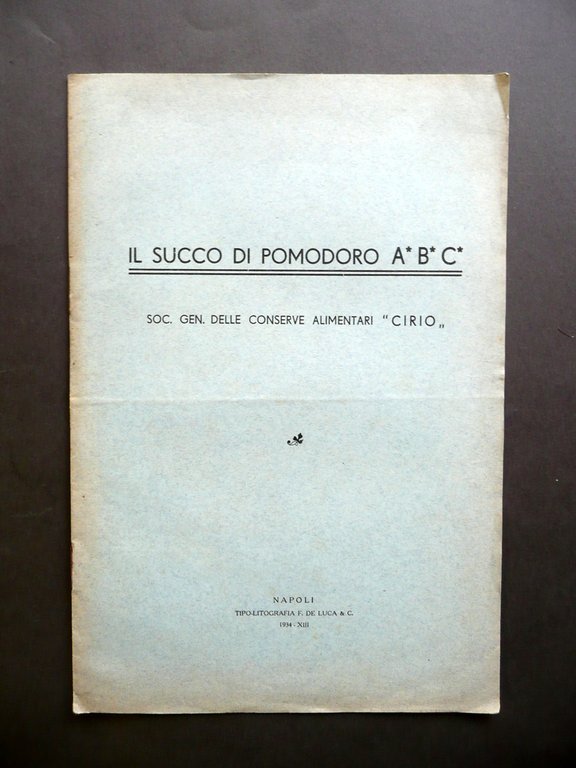 IL SUCCO DI POMODORO A* B* C*
SOC. GEN. DELLE CONSERVE ALIMENTARI "CIRIO„
NAPOLI
TIPO-LITOGRAFIA F. DE LUCA & C.
1934 - XIII